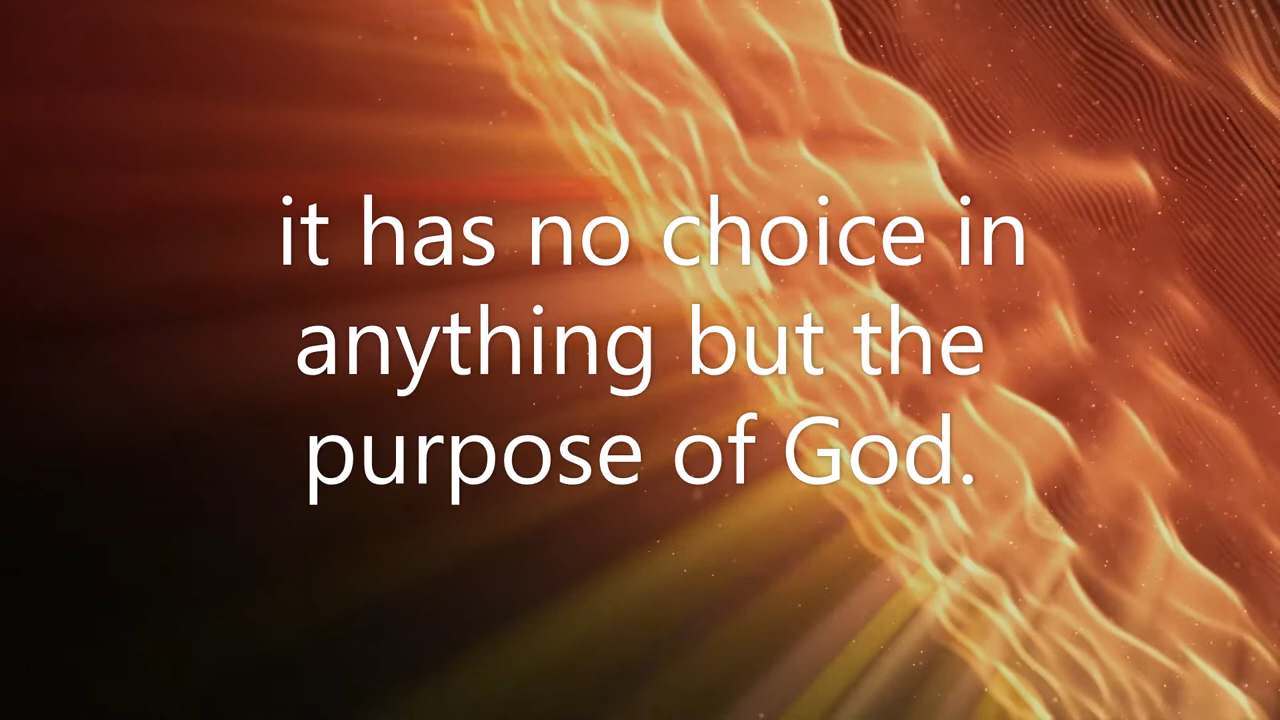 it has no choice in
anything but the
purpose of God.